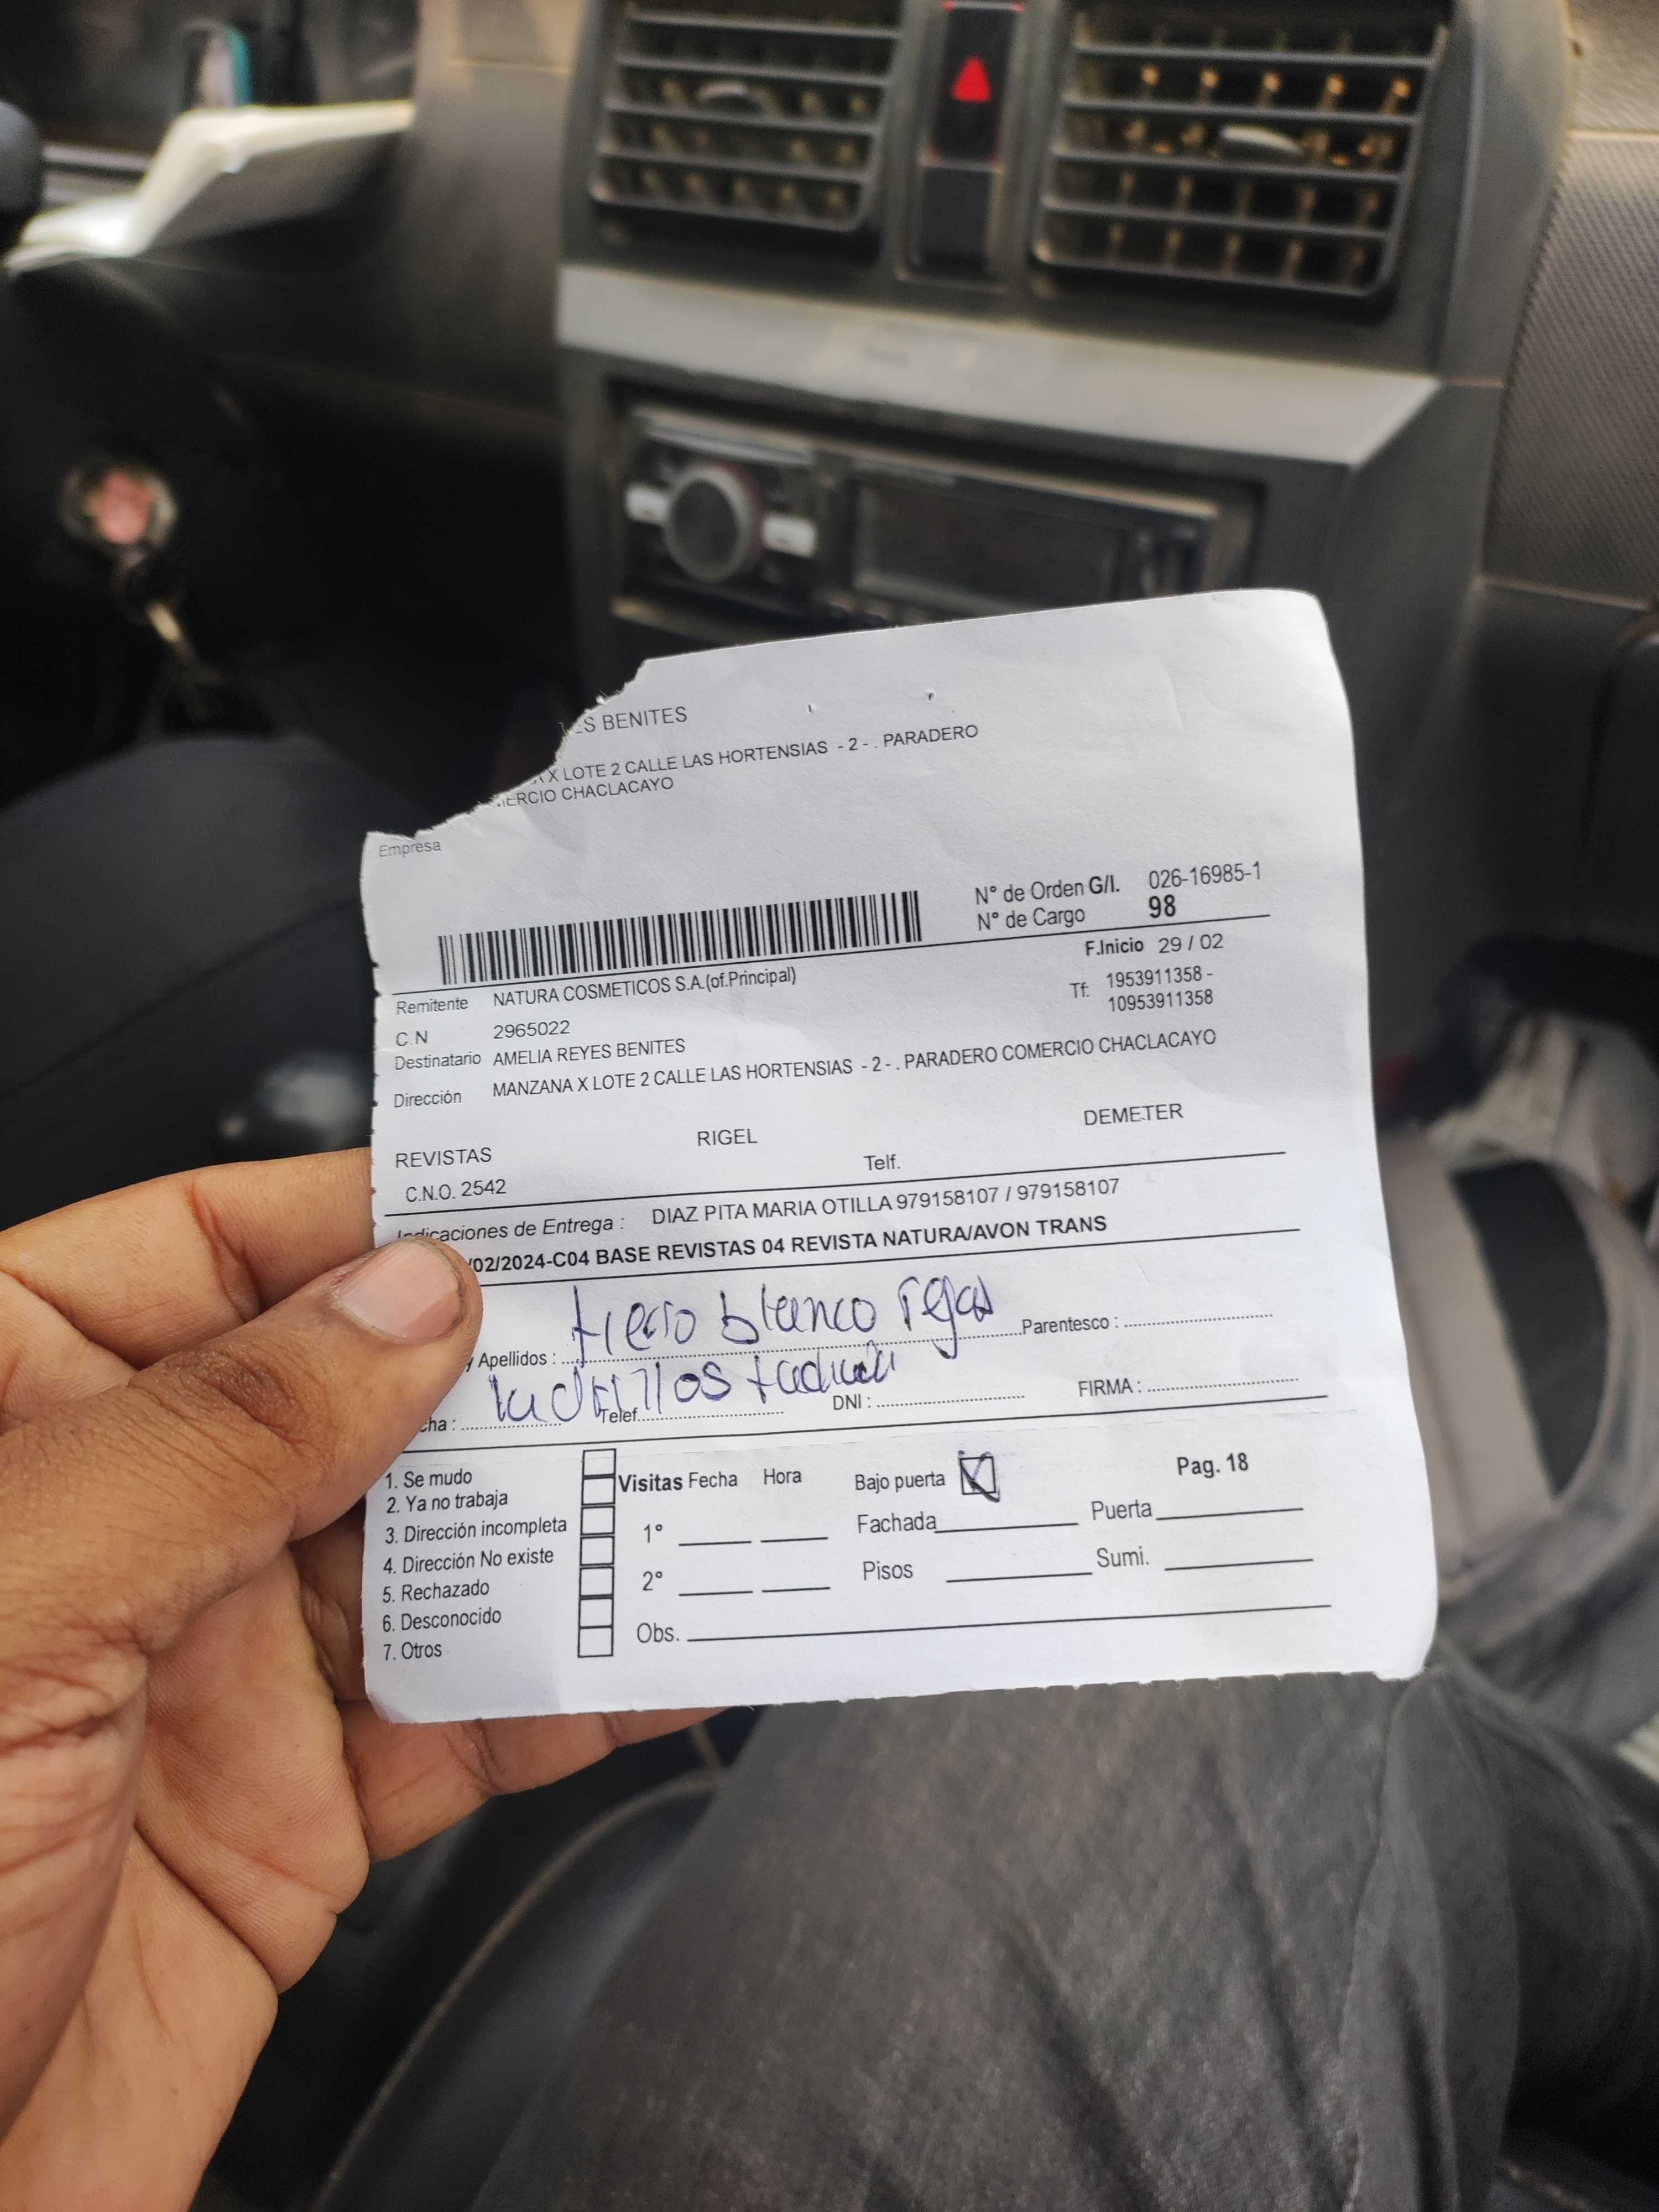 ES BENITES
X LOTE 2 CALLE LAS HORTENSIAS - 2 - . PARADERO
MERCIO CHACLACAYO
Empresa
N° de Orden G/I. 026-16985-1
N° de Cargo 98
F.Inicio 29 / 02
Remitente NATURA COSMETICOS S.A.(of.Principal)
Tf: 1953911358 -
10953911358
C.N 2965022
Destinatario AMELIA REYES BENITES
Dirección MANZANA X LOTE 2 CALLE LAS HORTENSIAS - 2 - . PARADERO COMERCIO CHACLACAYO
REVISTAS RIGEL DEMETER
C.N.O. 2542 Telf.
Indicaciones de Entrega : DIAZ PITA MARIA OTILLA 979158107 / 979158107
/02/2024-C04 BASE REVISTAS 04 REVISTA NATURA/AVON TRANS
fierro blanco rejas
y Apellidos : Parentesco :
ladrillos fachada
cha : Telef. DNI : FIRMA :
1. Se mudo
2. Ya no trabaja
3. Dirección incompleta
4. Dirección No existe
5. Rechazado
6. Desconocido
7. Otros
Visitas Fecha Hora
1°
2°
Obs.
Bajo puerta
Fachada
Pisos
Pag. 18
Puerta
Sumi.